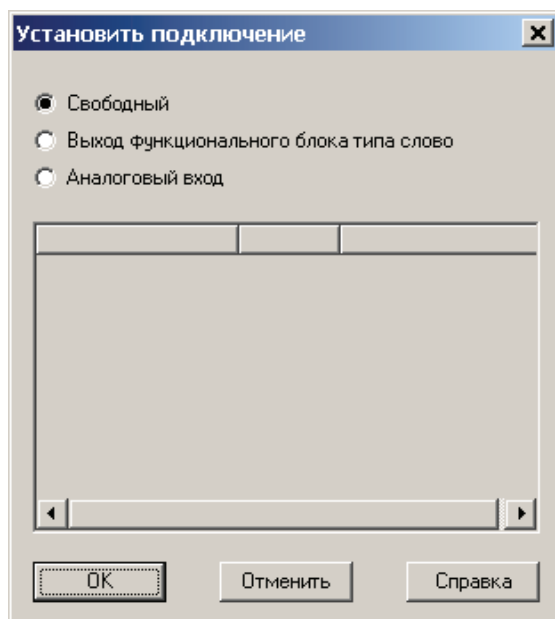 Установить подключение
Свободный
Выход функционального блока типа слово
Аналоговый вход
OK
Отменить
Справка